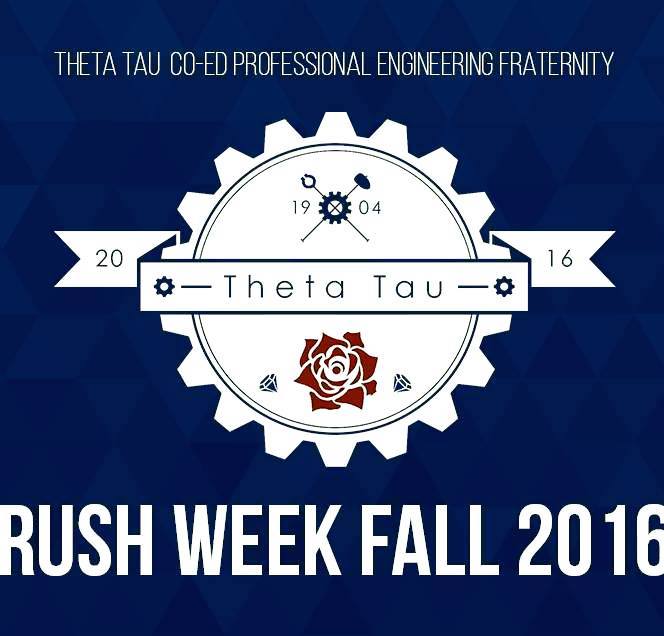 THETA TAU CO-ED PROFESSIONAL ENGINEERING FRATERNITY
19 04
20 16
Theta Tau
RUSH WEEK FALL 2016